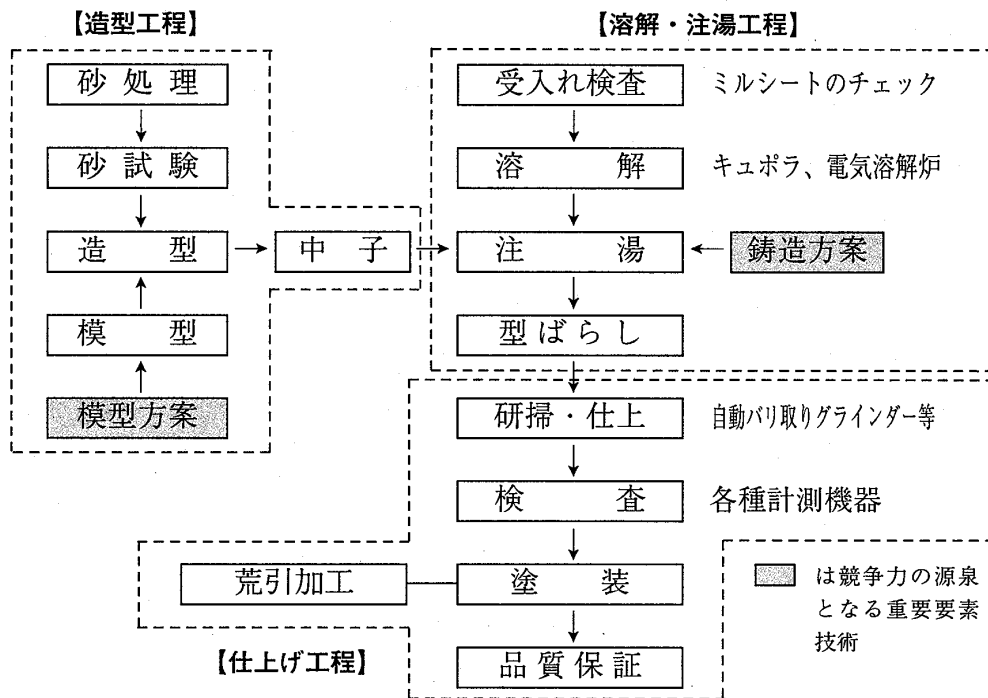 【造型工程】
砂処理
砂試験
造型
中子
模型
模型方案
【溶解・注湯工程】
受入れ検査
ミルシートのチェック
溶解
キュポラ、電気溶解炉
注湯
鋳造方案
型ばらし
研掃・仕上
自動バリ取りグラインダー等
検査
各種計測機器
荒引加工
塗装
【仕上げ工程】
品質保証
は競争力の源泉
となる重要要素
技術